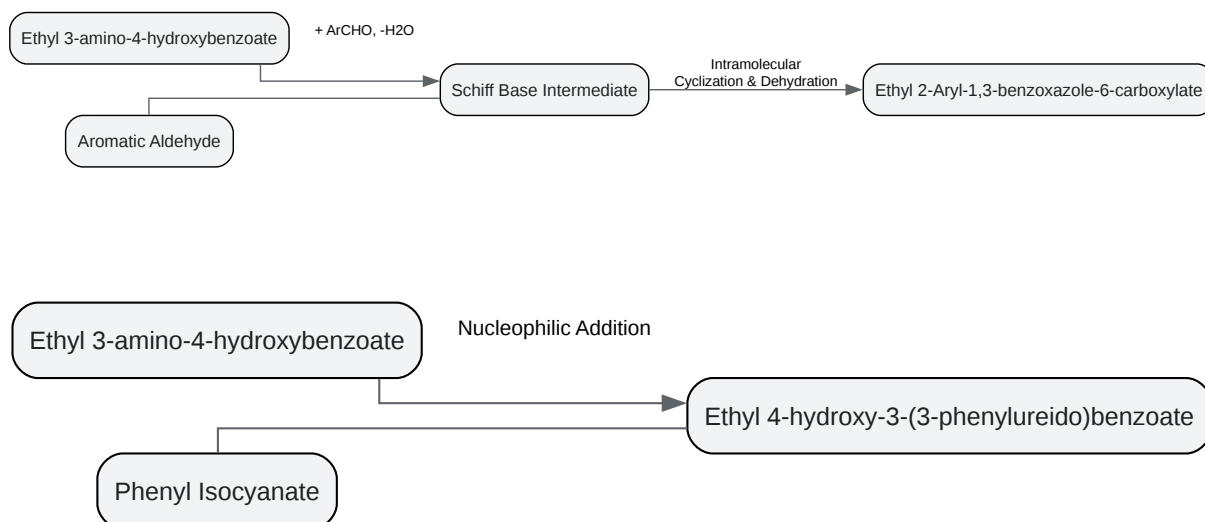 Ethyl 3-amino-4-hydroxybenzoate
+ ArCHO, -H2O
Schiff Base Intermediate
Intramolecular
Cyclization & Dehydration
Ethyl 2-Aryl-1,3-benzoxazole-6-carboxylate
Aromatic Aldehyde
Ethyl 3-amino-4-hydroxybenzoate
Nucleophilic Addition
Ethyl 4-hydroxy-3-(3-phenylureido)benzoate
Phenyl Isocyanate